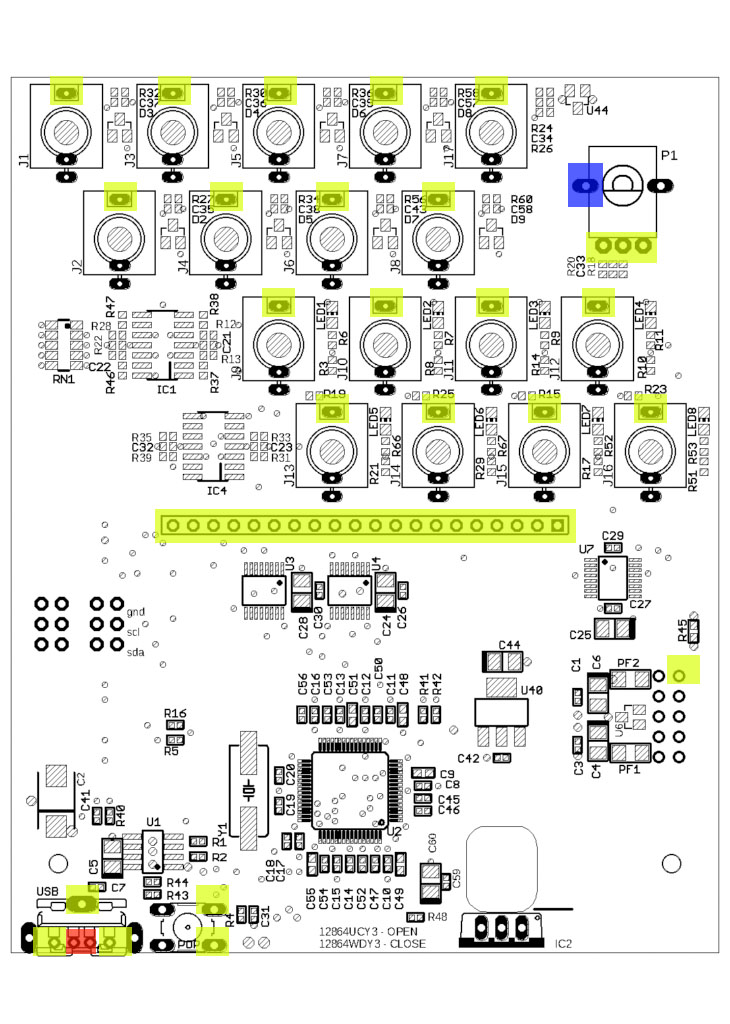 R32 R30 R36 R58
C37 C36 C39 C57
D3 D4 D6 D8
U44
R24
C34
R26
J1 J3 J5 J7 J17
P1
R27 R34 R56 R60
C35 C38 C43 C58
D2 D5 D7 D9
J2 J4 J6 J8
R20 C33 R18
R47 R38 LED1 LED2 LED3 LED4
R28 R12 R6 R7 R9 R11
R22 C21
C22 R13 R3 R8 R14 R10
RN1 R46 IC1 R37 J9 J10 J11 J12
R19 R25 R15 R23
LED5 LED6 LED7 LED8
R35 R33 R66 R67 R52 R53
C32 C23
R39 R31 R21 R29 R17 R51
IC4 J13 J14 J15 J16
C29
U3 U4 U7
C28 C30 C24 C26 C27
gnd
scl
sda
C25 R45
C44
C1 C6 PF2
C56 C16 C53 C13 C51 C12 C50 C11 C48 R41 R42
U40
R16
R5
U6
C42 C3 C4 PF1
C2 C20 C9
C8
C41 R40 C19 C45
C46
U1 Y1 U2
R1
C5 R2 C18 C17 C60
C7 R44 C59
USB R43 C55 C54 C15 C14 C52 C47 C10 C49
R4 C31 R48
12864UCY3 - OPEN
12864WDY3 - CLOSE
IC2